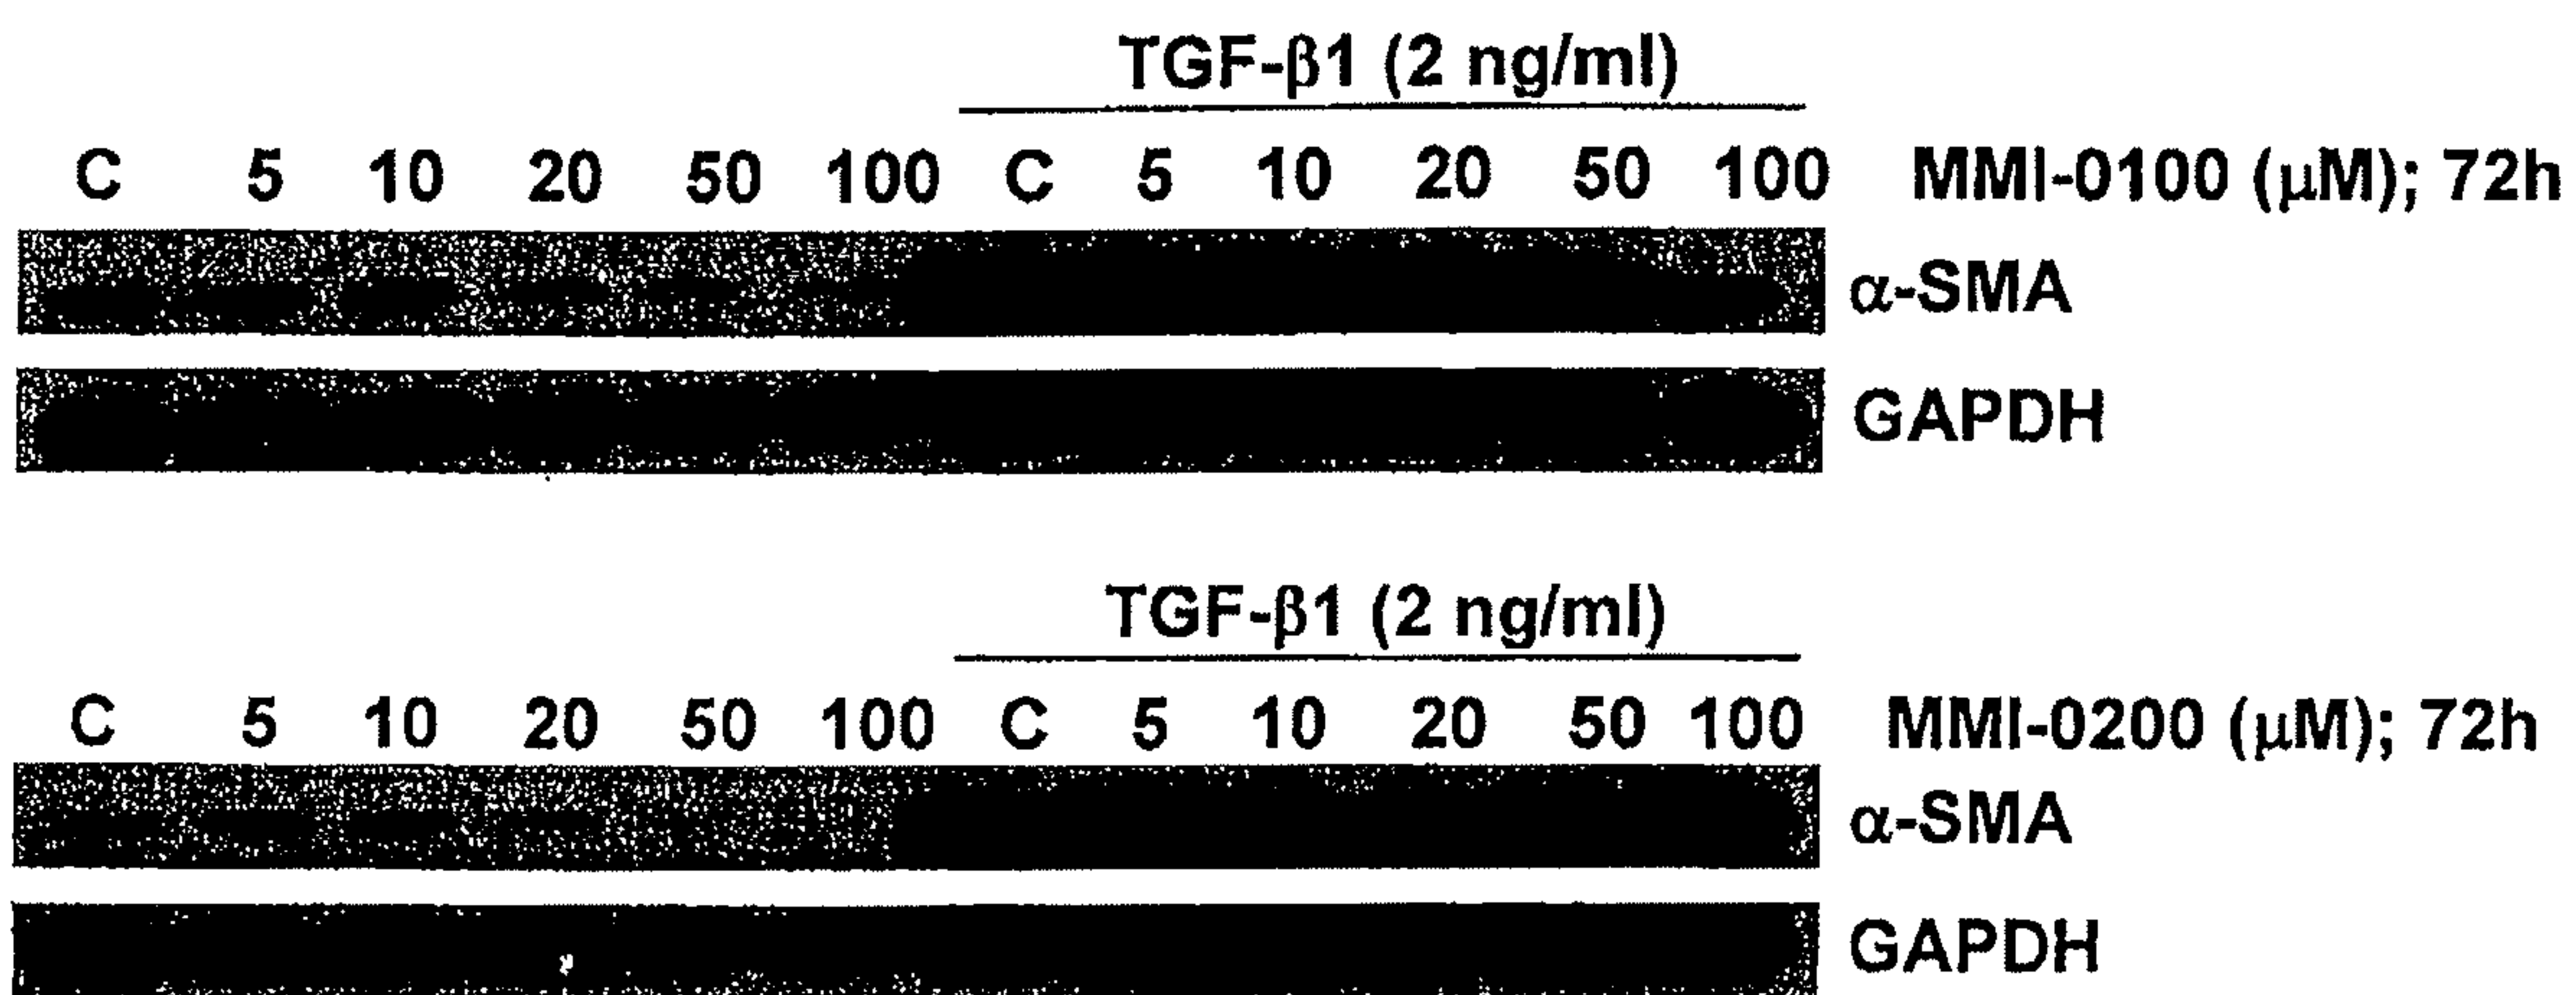 TGF-β1 (2 ng/ml)
C 5 10 20 50 100 C 5 10 20 50 100 MMI-0100 (μM); 72h
α-SMA
GAPDH
TGF-β1 (2 ng/ml)
C 5 10 20 50 100 C 5 10 20 50 100 MMI-0200 (μM); 72h
α-SMA
GAPDH